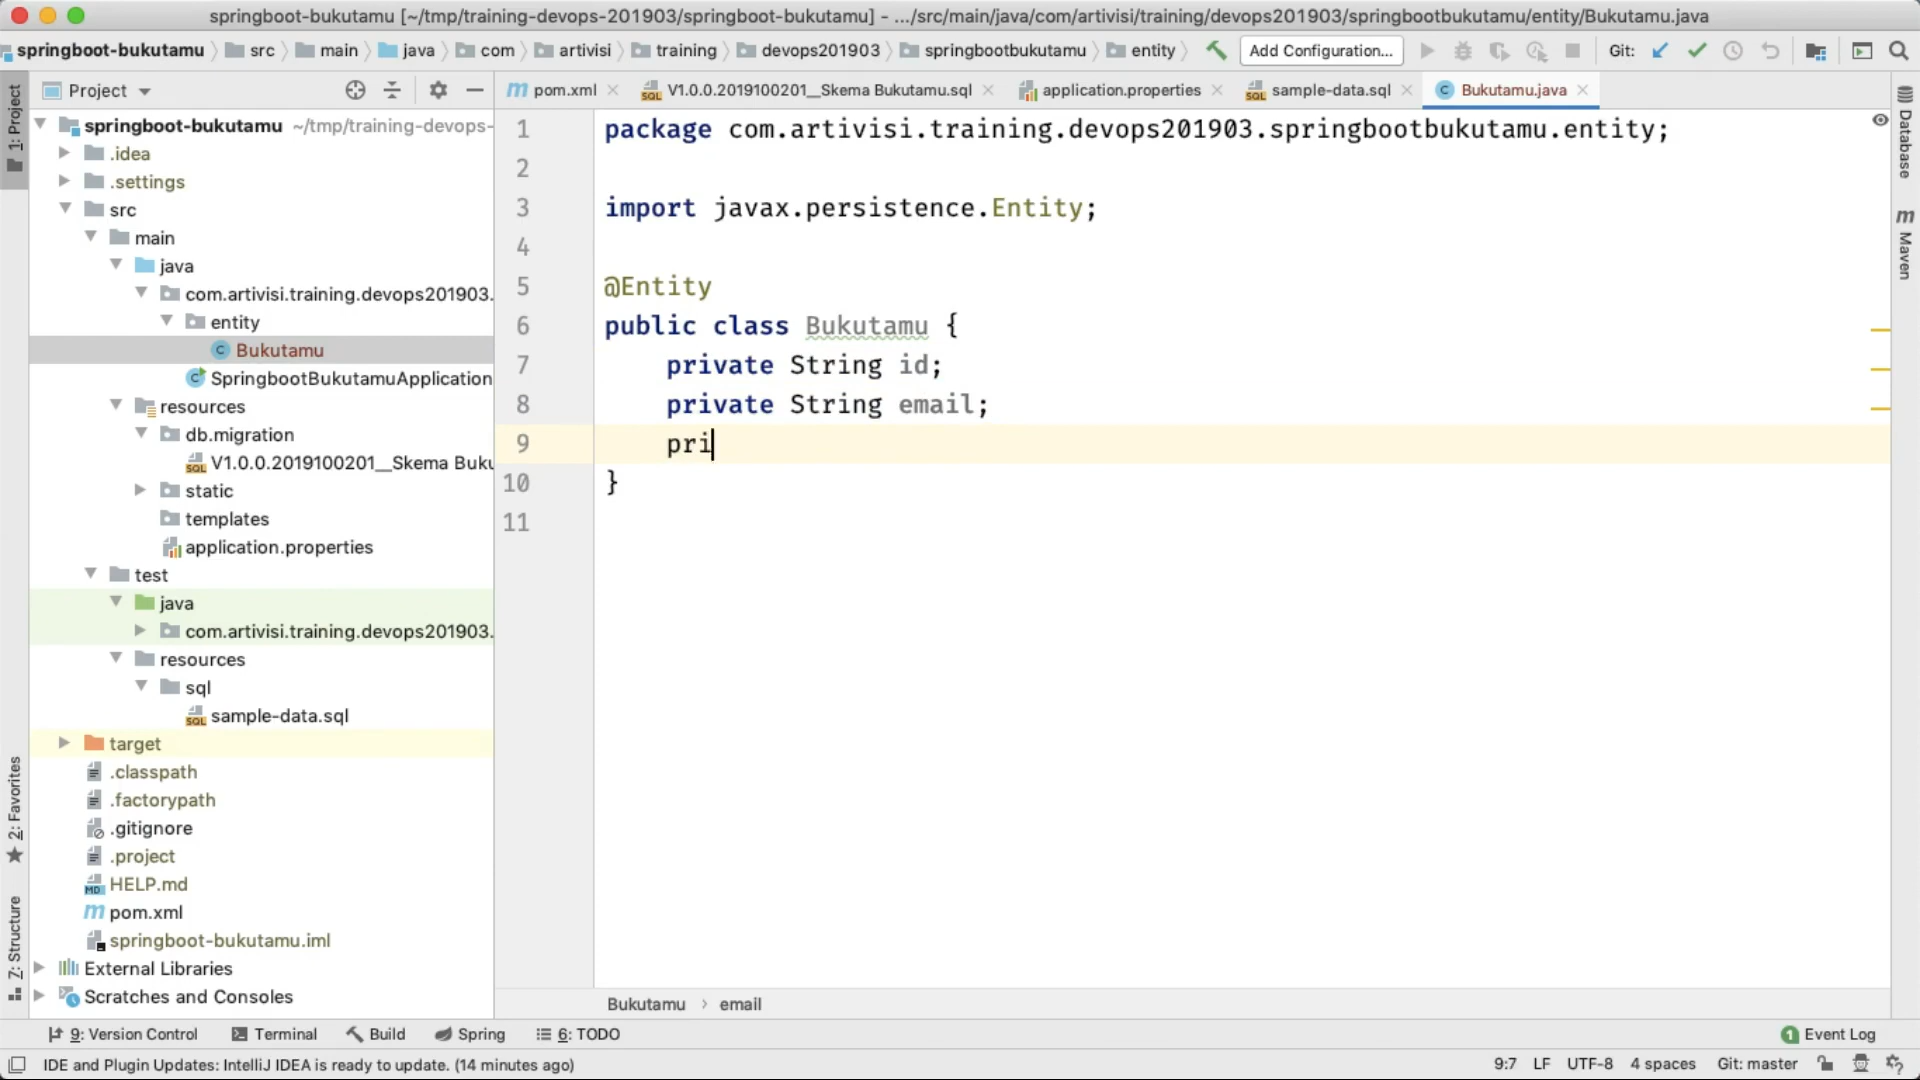 springboot-bukutamu [~/tmp/training-devops-201903/springboot-bukutamu] - .../src/main/java/com/artivisi/training/devops201903/springbootbukutamu/entity/Bukutamu.java
springboot-bukutamu src main java com artivisi training devops201903 springbootbukutamu entity Add Configuration... Git:
Project
pom.xml V1.0.0.2019100201__Skema Bukutamu.sql application.properties sample-data.sql Bukutamu.java
1: Project
2: Favorites
7: Structure
Database
Maven
springboot-bukutamu ~/tmp/training-devops-
.idea
.settings
src
main
java
com.artivisi.training.devops201903.
entity
Bukutamu
SpringbootBukutamuApplication
resources
db.migration
V1.0.0.2019100201__Skema Buku
static
templates
application.properties
test
java
com.artivisi.training.devops201903.
resources
sql
sample-data.sql
target
.classpath
.factorypath
.gitignore
.project
HELP.md
pom.xml
springboot-bukutamu.iml
External Libraries
Scratches and Consoles
1 package com.artivisi.training.devops201903.springbootbukutamu.entity;
2
3 import javax.persistence.Entity;
4
5 @Entity
6 public class Bukutamu {
7 private String id;
8 private String email;
9 pri
10 }
11
Bukutamu › email
9: Version Control Terminal Build Spring 6: TODO 1 Event Log
IDE and Plugin Updates: IntelliJ IDEA is ready to update. (14 minutes ago) 9:7 LF UTF-8 4 spaces Git: master